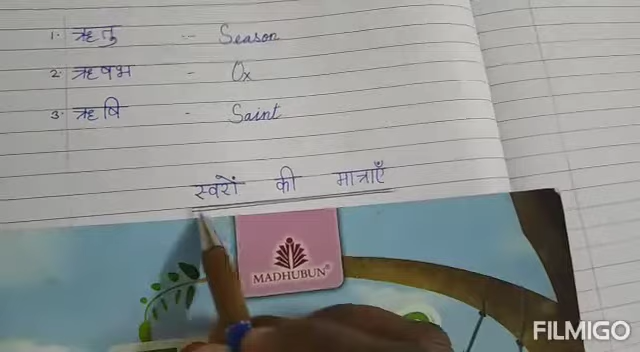 1. ऋतु -- Season
2. ऋषभ - Ox
3. ऋषि - Saint
स्वरों की मात्राएँ
MADHUBUN®
FILMIGO